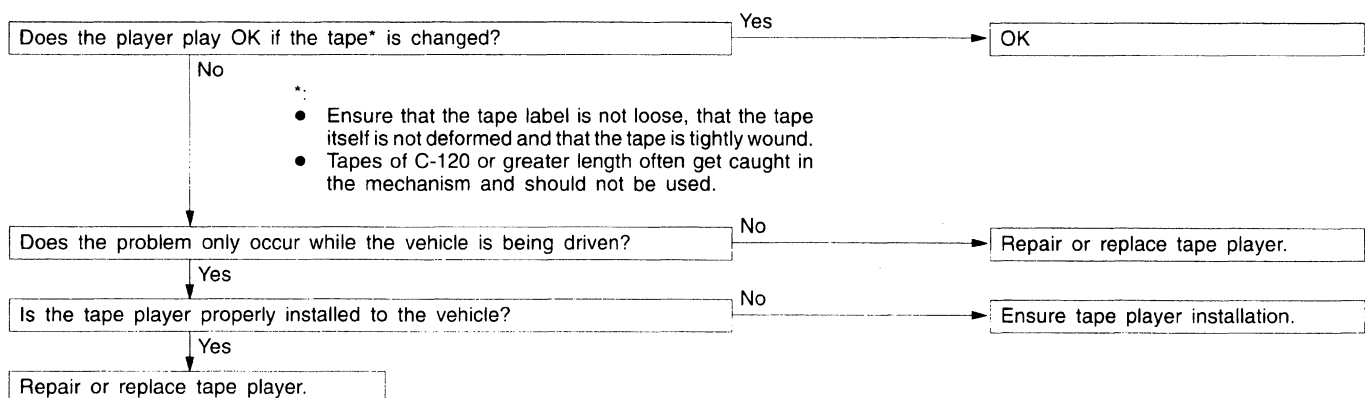 Does the player play OK if the tape* is changed?
Yes
OK
No
*:
● Ensure that the tape label is not loose, that the tape
itself is not deformed and that the tape is tightly wound.
● Tapes of C-120 or greater length often get caught in
the mechanism and should not be used.
Does the problem only occur while the vehicle is being driven?
No
Repair or replace tape player.
Yes
Is the tape player properly installed to the vehicle?
No
Ensure tape player installation.
Yes
Repair or replace tape player.